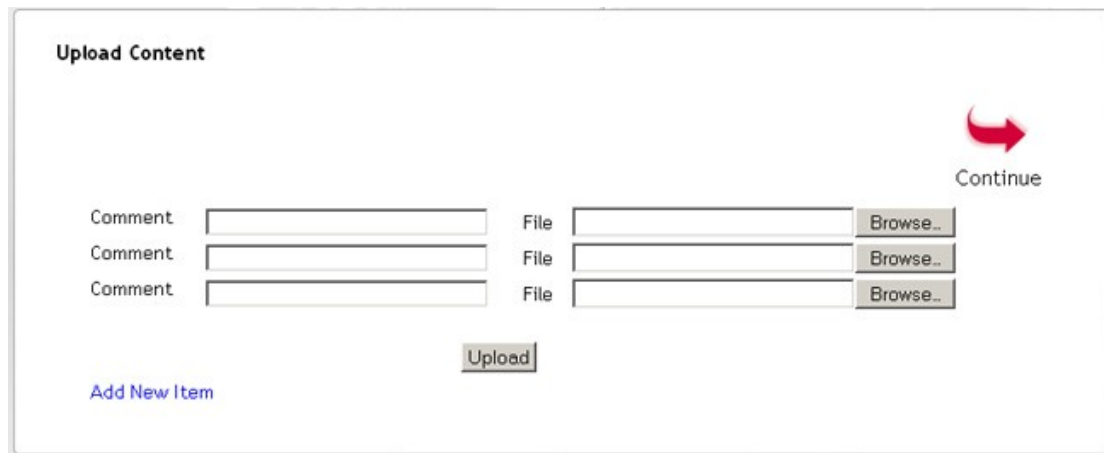 Upload Content
Continue
Comment File Browse...
Comment File Browse...
Comment File Browse...
Upload
Add New Item